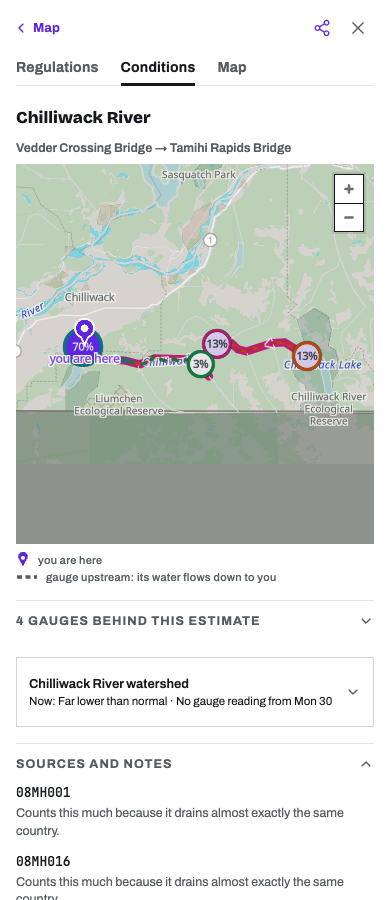 Map
Regulations
Conditions
Map
Chilliwack River
Vedder Crossing Bridge → Tamihi Rapids Bridge
Sasquatch Park
+
−
1
Chilliwack
River
70%
you are here
13%
3%
13%
Lake
Liumchen
Ecological Reserve
Chilliwack River
Ecological
Reserve
you are here
gauge upstream: its water flows down to you
4 GAUGES BEHIND THIS ESTIMATE
Chilliwack River watershed
Now: Far lower than normal · No gauge reading from Mon 30
SOURCES AND NOTES
08MH001
Counts this much because it drains almost exactly the same
country.
08MH016
Counts this much because it drains almost exactly the same
country.